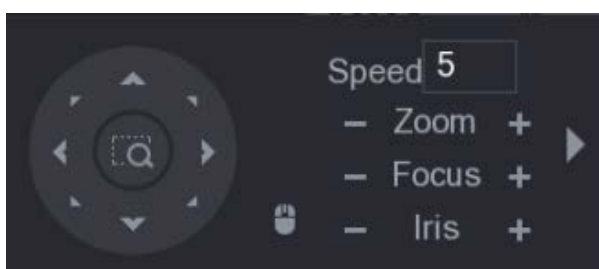 Speed 5
− Zoom +
− Focus +
− Iris +